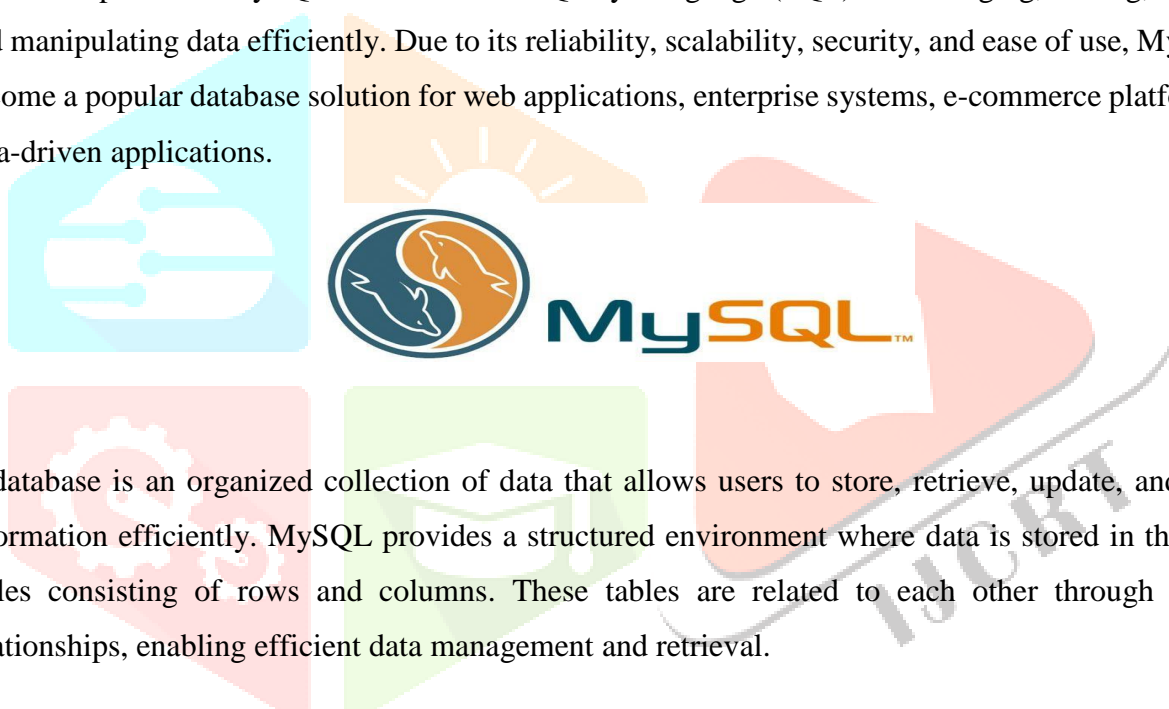 manipulating data efficiently. Due to its reliability, scalability, security, and ease of use, My
ome a popular database solution for web applications, enterprise systems, e-commerce platf
a-driven applications.
MySQL™
database is an organized collection of data that allows users to store, retrieve, update, and
ormation efficiently. MySQL provides a structured environment where data is stored in th
les consisting of rows and columns. These tables are related to each other through
ationships, enabling efficient data management and retrieval.
IJCRT